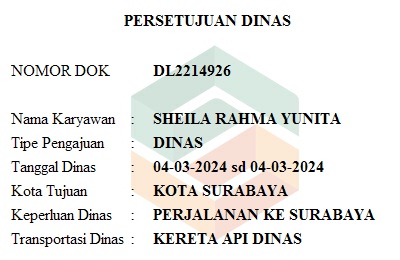 PERSETUJUAN DINAS
NOMOR DOK DL2214926
Nama Karyawan : SHEILA RAHMA YUNITA
Tipe Pengajuan : DINAS
Tanggal Dinas : 04-03-2024 sd 04-03-2024
Kota Tujuan : KOTA SURABAYA
Keperluan Dinas : PERJALANAN KE SURABAYA
Transportasi Dinas : KERETA API DINAS